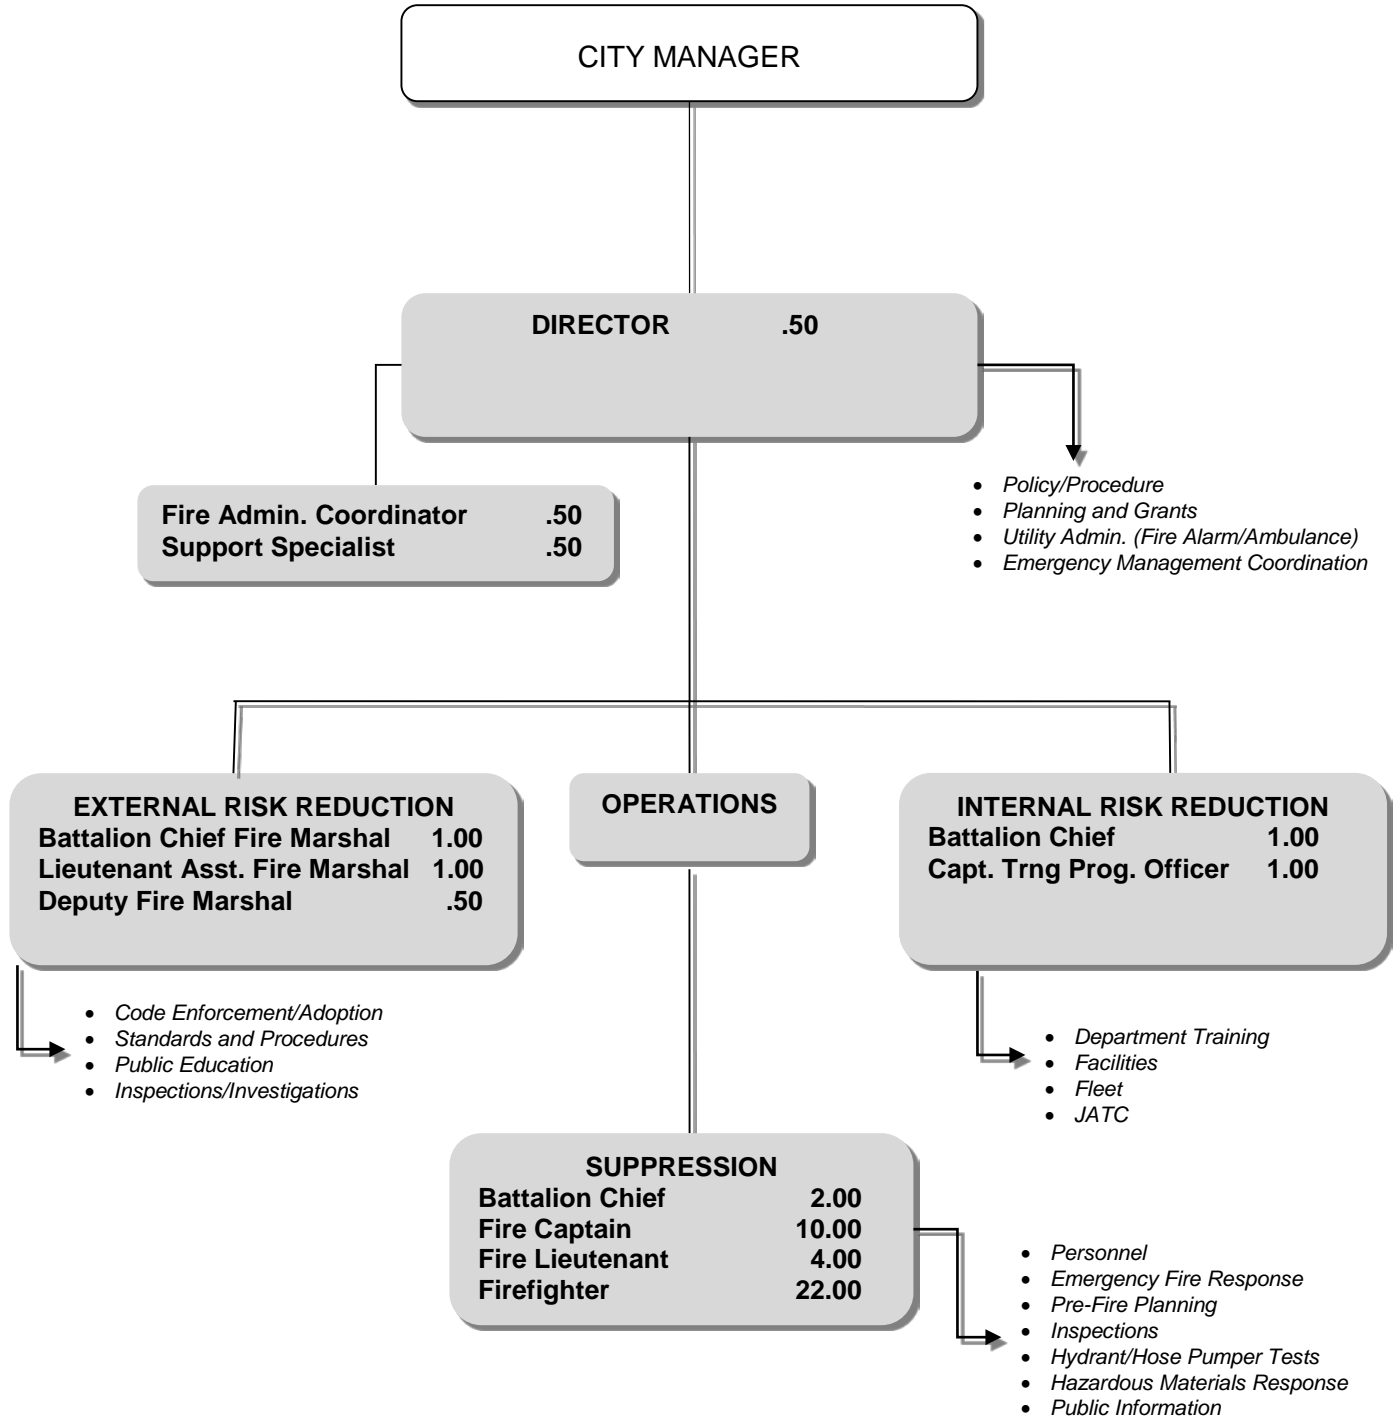 CITY MANAGER
DIRECTOR .50
Fire Admin. Coordinator .50
Support Specialist .50
• Policy/Procedure
• Planning and Grants
• Utility Admin. (Fire Alarm/Ambulance)
• Emergency Management Coordination
EXTERNAL RISK REDUCTION
Battalion Chief Fire Marshal 1.00
Lieutenant Asst. Fire Marshal 1.00
Deputy Fire Marshal .50
OPERATIONS
INTERNAL RISK REDUCTION
Battalion Chief 1.00
Capt. Trng Prog. Officer 1.00
• Code Enforcement/Adoption
• Standards and Procedures
• Public Education
• Inspections/Investigations
• Department Training
• Facilities
• Fleet
• JATC
SUPPRESSION
Battalion Chief 2.00
Fire Captain 10.00
Fire Lieutenant 4.00
Firefighter 22.00
• Personnel
• Emergency Fire Response
• Pre-Fire Planning
• Inspections
• Hydrant/Hose Pumper Tests
• Hazardous Materials Response
• Public Information